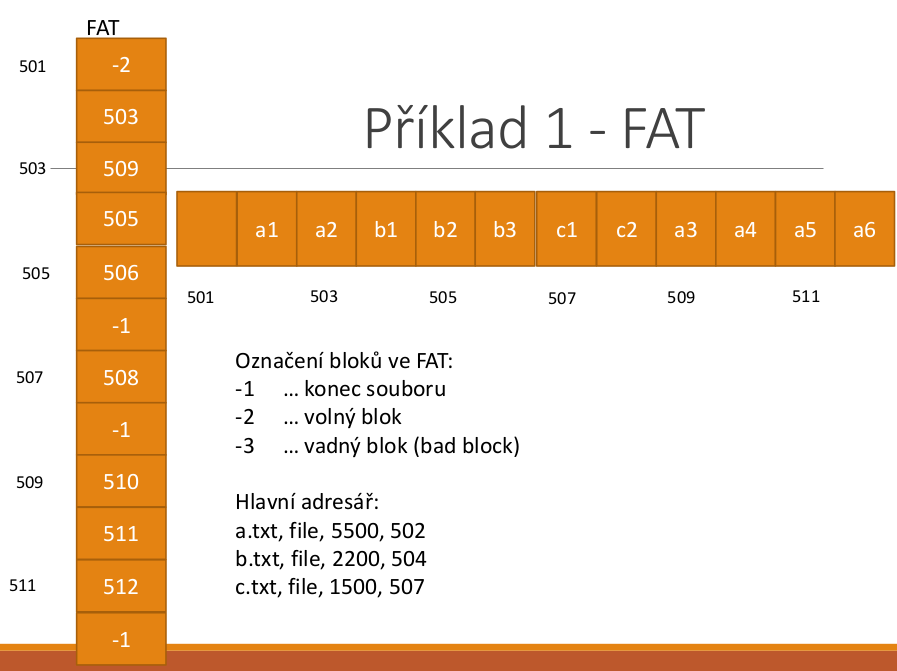 FAT
501 -2
503
503 509
505
505 506
-1
507 508
-1
509 510
511
511 512
-1
Příklad 1 - FAT
a1 a2 b1 b2 b3 c1 c2 a3 a4 a5 a6
501 503 505 507 509 511
Označení bloků ve FAT:
-1 … konec souboru
-2 … volný blok
-3 … vadný blok (bad block)
Hlavní adresář:
a.txt, file, 5500, 502
b.txt, file, 2200, 504
c.txt, file, 1500, 507